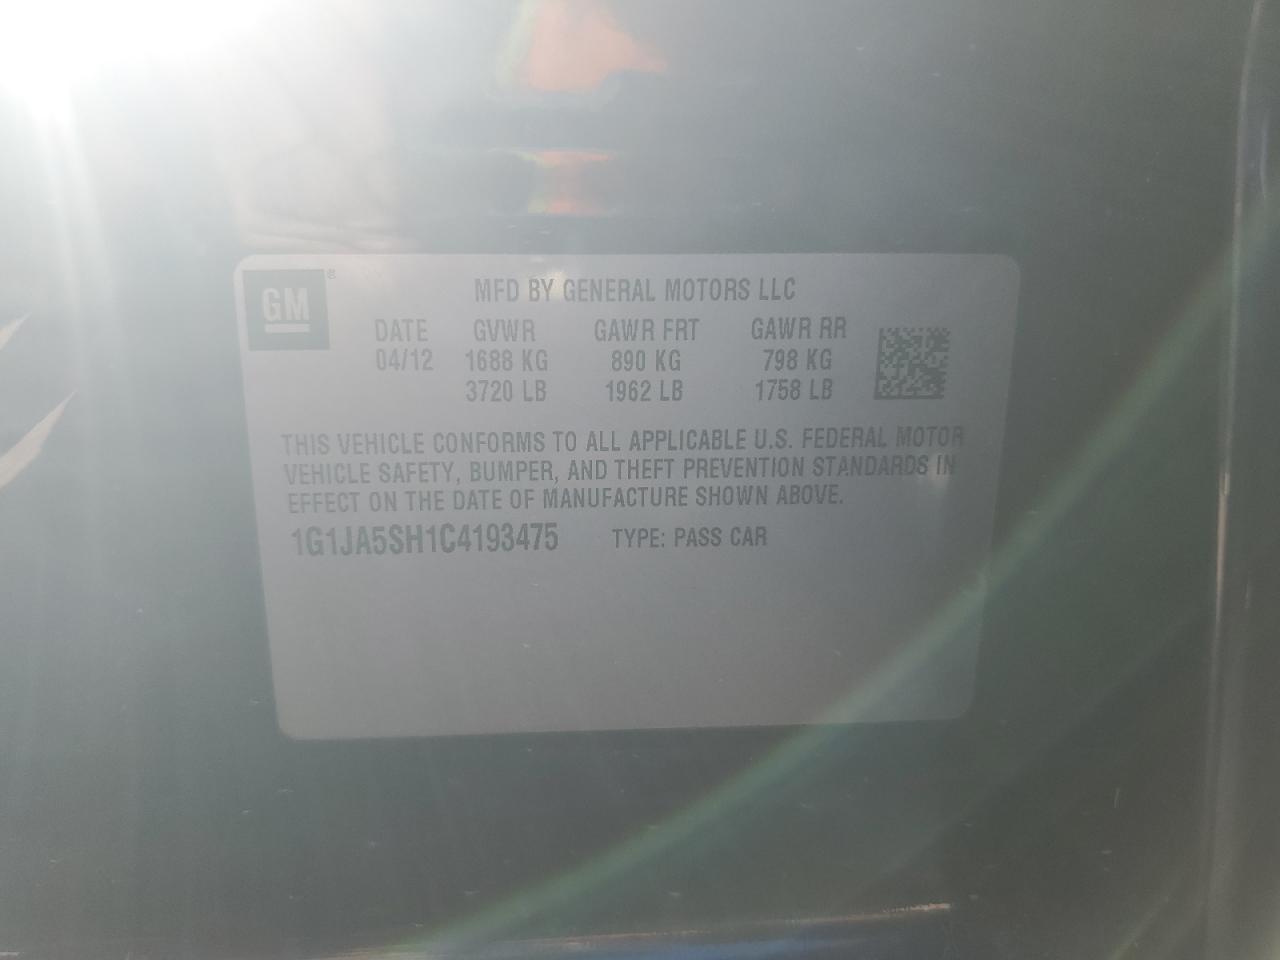 GM®
MFD BY GENERAL MOTORS LLC
DATE GVWR GAWR FRT GAWR RR
04/12 1688 KG 890 KG 798 KG
3720 LB 1962 LB 1758 LB
THIS VEHICLE CONFORMS TO ALL APPLICABLE U.S. FEDERAL MOTOR
VEHICLE SAFETY, BUMPER, AND THEFT PREVENTION STANDARDS IN
EFFECT ON THE DATE OF MANUFACTURE SHOWN ABOVE.
1G1JA5SH1C4193475 TYPE: PASS CAR